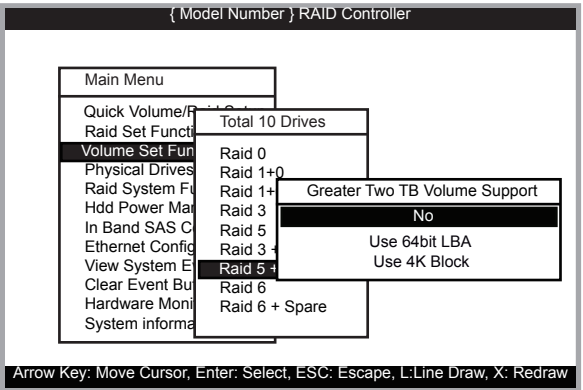 { Model Number } RAID Controller
Main Menu
Quick Volume/
Raid Set Functi
Volume Set Fun
Physical Drives
Raid System Fu
Hdd Power Mar
In Band SAS C
Ethernet Config
View System E
Clear Event Bu
Hardware Moni
System informa
Total 10 Drives
Raid 0
Raid 1+0
Raid 1+
Raid 3
Raid 5
Raid 3 +
Raid 5 +
Raid 6
Raid 6 + Spare
Greater Two TB Volume Support
No
Use 64bit LBA
Use 4K Block
Arrow Key: Move Cursor, Enter: Select, ESC: Escape, L:Line Draw, X: Redraw